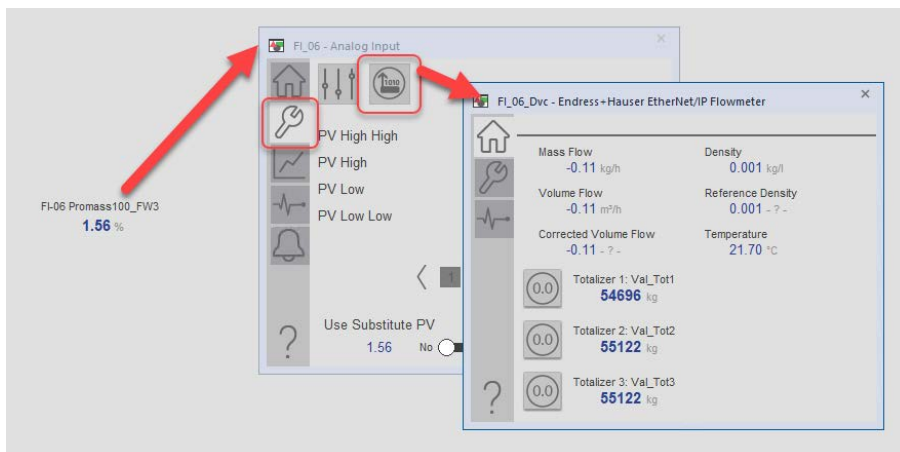 FI-06 Promass100_FW3
1.56 %
FI_06 - Analog Input
1010
PV High High
PV High
PV Low
PV Low Low
1
Use Substitute PV
1.56 No
?
FI_06_Dvc - Endress+Hauser EtherNet/IP Flowmeter
Mass Flow
-0.11 kg/h
Density
0.001 kg/l
Volume Flow
-0.11 m³/h
Reference Density
0.001 - ? -
Corrected Volume Flow
-0.11 - ? -
Temperature
21.70 °C
0.0
Totalizer 1: Val_Tot1
54696 kg
0.0
Totalizer 2: Val_Tot2
55122 kg
0.0
Totalizer 3: Val_Tot3
55122 kg
?